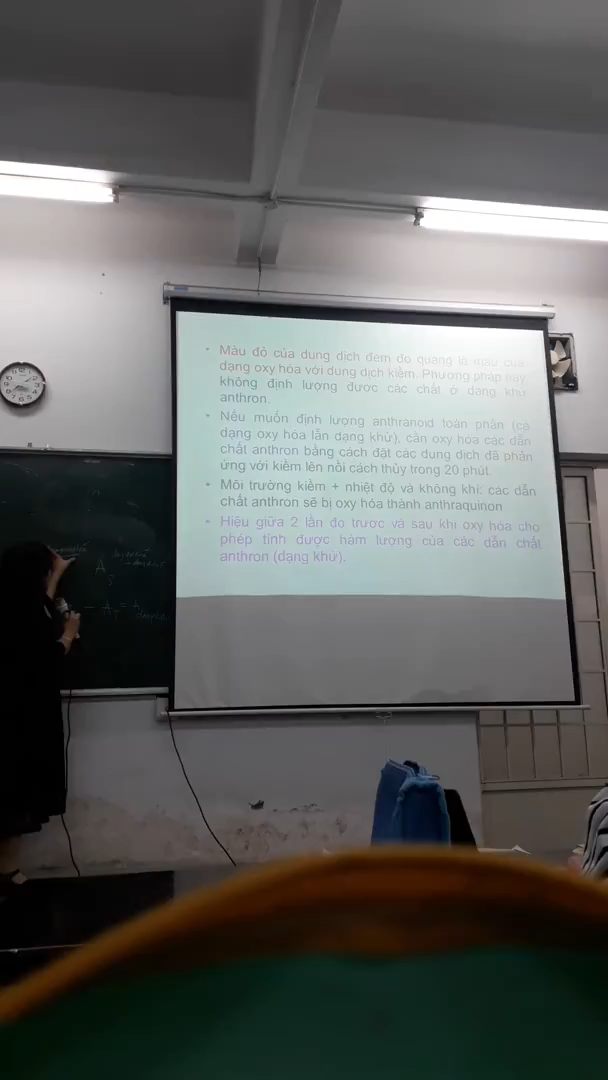 • Màu đỏ của dung dịch đem đo quang là màu của
dạng oxy hóa với dung dịch kiềm. Phương pháp này
không định lượng được các chất ở dạng khử
anthron.
• Nếu muốn định lượng anthranoid toàn phần (cả
dạng oxy hóa lẫn dạng khử), cần oxy hóa các dẫn
chất anthron bằng cách đặt các dung dịch đã phản
ứng với kiềm lên nồi cách thủy trong 20 phút.
• Môi trường kiềm + nhiệt độ và không khí: các dẫn
chất anthron sẽ bị oxy hóa thành anthraquinon
• Hiệu giữa 2 lần đo trước và sau khi oxy hóa cho
phép tính được hàm lượng của các dẫn chất
anthron (dạng khử).